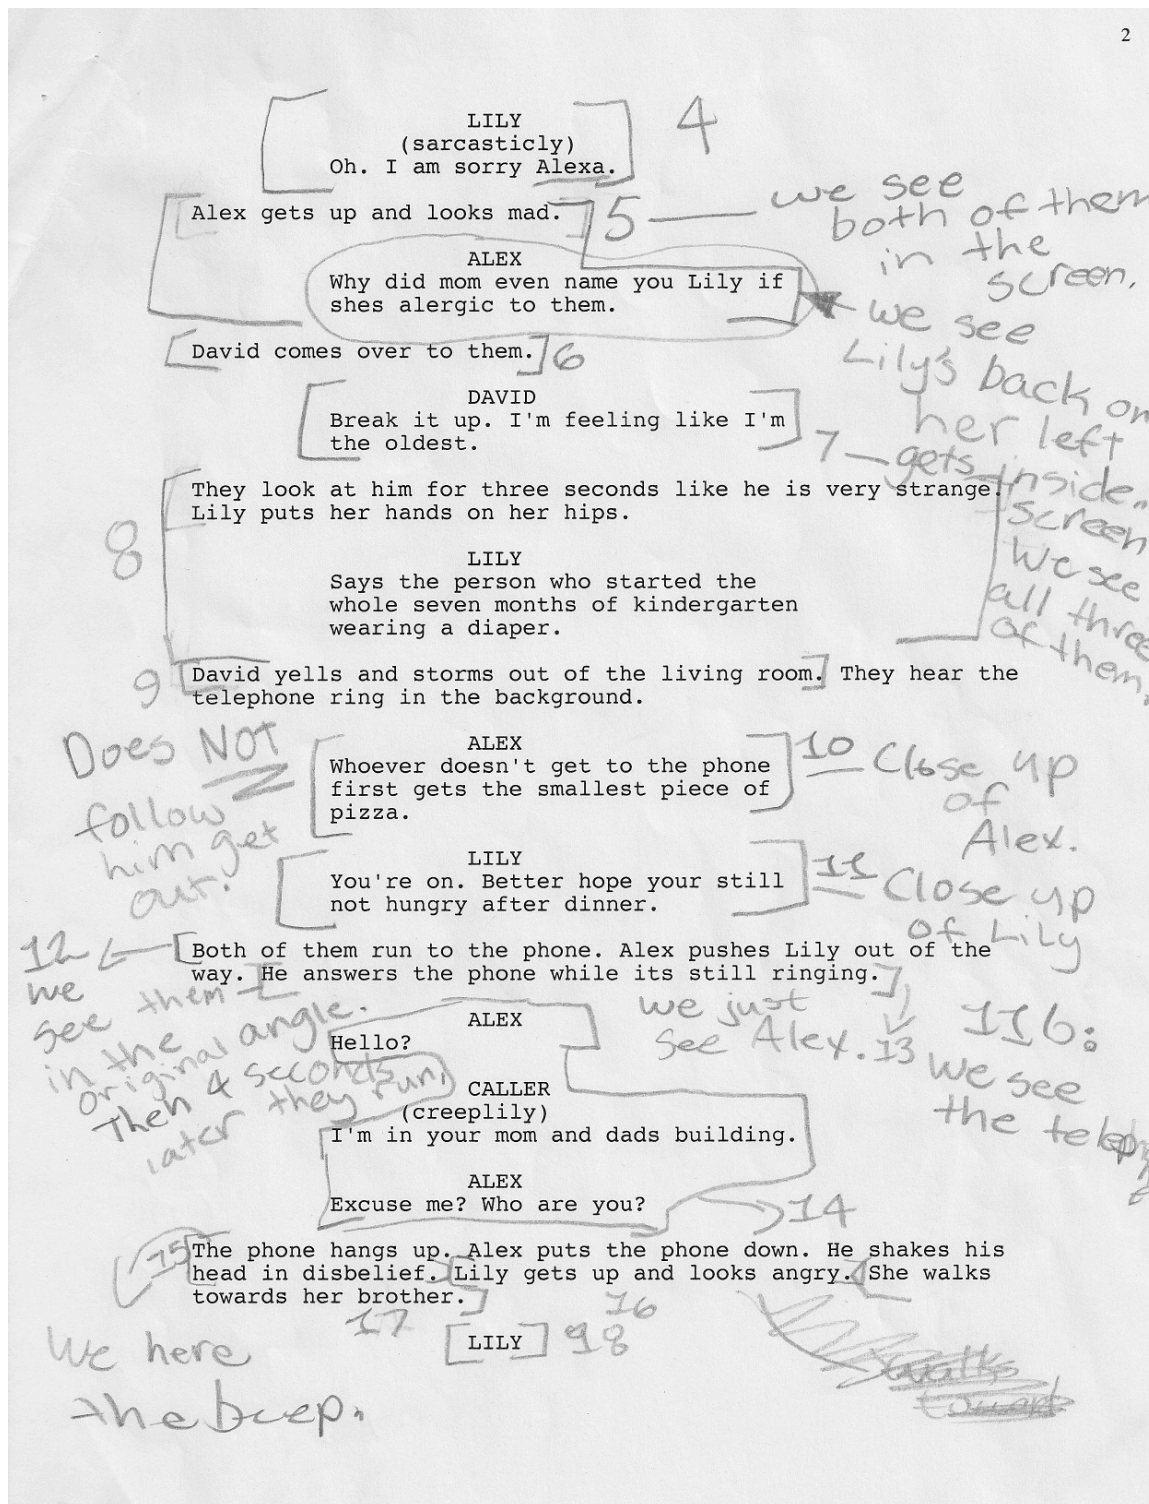 2
LILY
(sarcasticly)
Oh. I am sorry Alexa.
4
Alex gets up and looks mad.
5
we see
both of them
in the
screen.
ALEX
Why did mom even name you Lily if
shes alergic to them.
we see
Lily's back on
her left
David comes over to them.
6
DAVID
Break it up. I'm feeling like I'm
the oldest.
7
gets inside
screen
we see
all three
of them.
They look at him for three seconds like he is very strange.
Lily puts her hands on her hips.
8
LILY
Says the person who started the
whole seven months of kindergarten
wearing a diaper.
9
David yells and storms out of the living room. They hear the
telephone ring in the background.
Does NOT
follow
him get
out.
ALEX
Whoever doesn't get to the phone
first gets the smallest piece of
pizza.
10
Close up
of
Alex.
LILY
You're on. Better hope your still
not hungry after dinner.
11
Close up
of Lily
12
Both of them run to the phone. Alex pushes Lily out of the
way. He answers the phone while its still ringing.
we
see them
in the
original angle.
Then 4 seconds
later they run.
we just
see Alex. 13
116:
we see
the
ALEX
Hello?
CALLER
(creeplily)
I'm in your mom and dads building.
ALEX
Excuse me? Who are you?
14
15
The phone hangs up. Alex puts the phone down. He shakes his
head in disbelief. Lily gets up and looks angry. She walks
towards her brother.
16
17
LILY
18
We here
the beep.
walks
toward